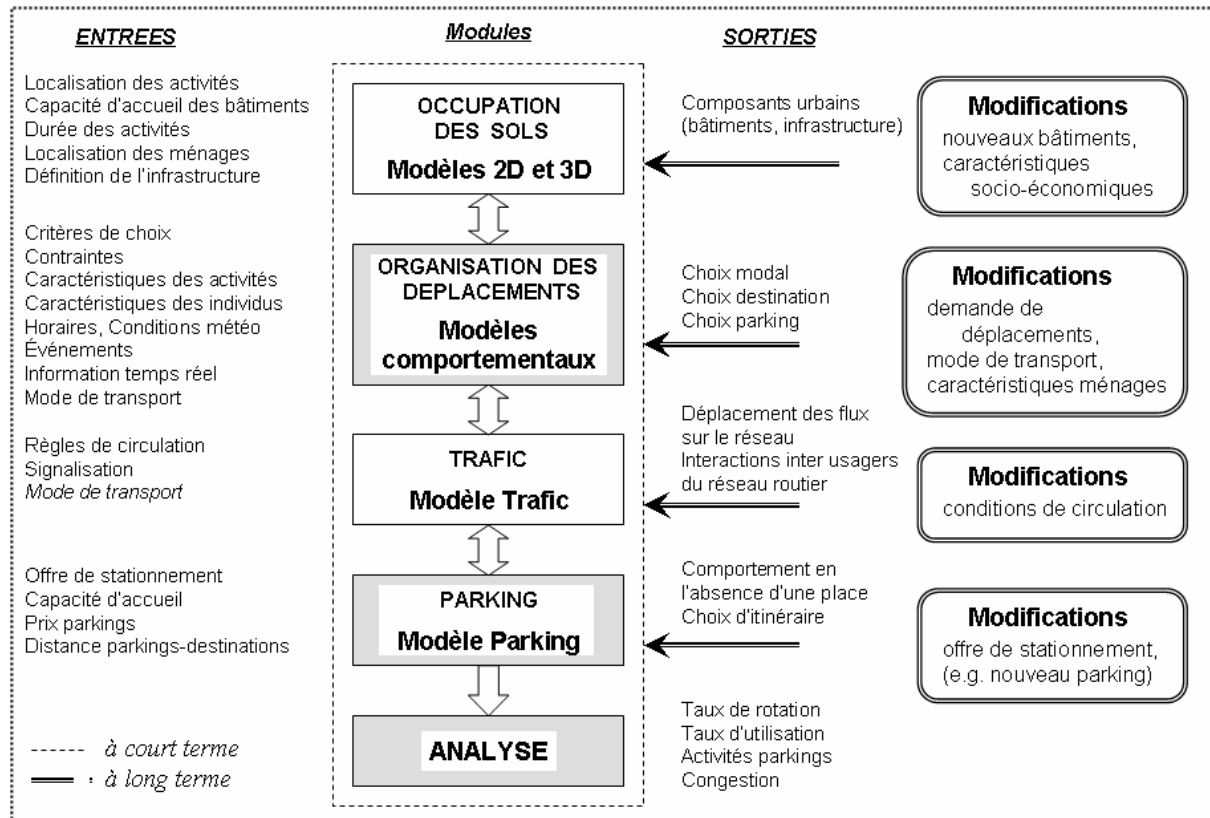 ENTREES
Localisation des activités
Capacité d'accueil des bâtiments
Durée des activités
Localisation des ménages
Définition de l'infrastructure
Critères de choix
Contraintes
Caractéristiques des activités
Caractéristiques des individus
Horaires, Conditions météo
Événements
Information temps réel
Mode de transport
Règles de circulation
Signalisation
Mode de transport
Offre de stationnement
Capacité d'accueil
Prix parkings
Distance parkings-destinations
à court terme
à long terme
Modules
OCCUPATION
DES SOLS
Modèles 2D et 3D
ORGANISATION DES
DEPLACEMENTS
Modèles
comportementaux
TRAFIC
Modèle Trafic
PARKING
Modèle Parking
ANALYSE
SORTIES
Composants urbains
(bâtiments, infrastructure)
Choix modal
Choix destination
Choix parking
Déplacement des flux
sur le réseau
Interactions inter usagers
du réseau routier
Comportement en
l'absence d'une place
Choix d'itinéraire
Taux de rotation
Taux d'utilisation
Activités parkings
Congestion
Modifications
nouveaux bâtiments,
caractéristiques
socio-économiques
Modifications
demande de
déplacements,
mode de transport,
caractéristiques ménages
Modifications
conditions de circulation
Modifications
offre de stationnement,
(e.g. nouveau parking)